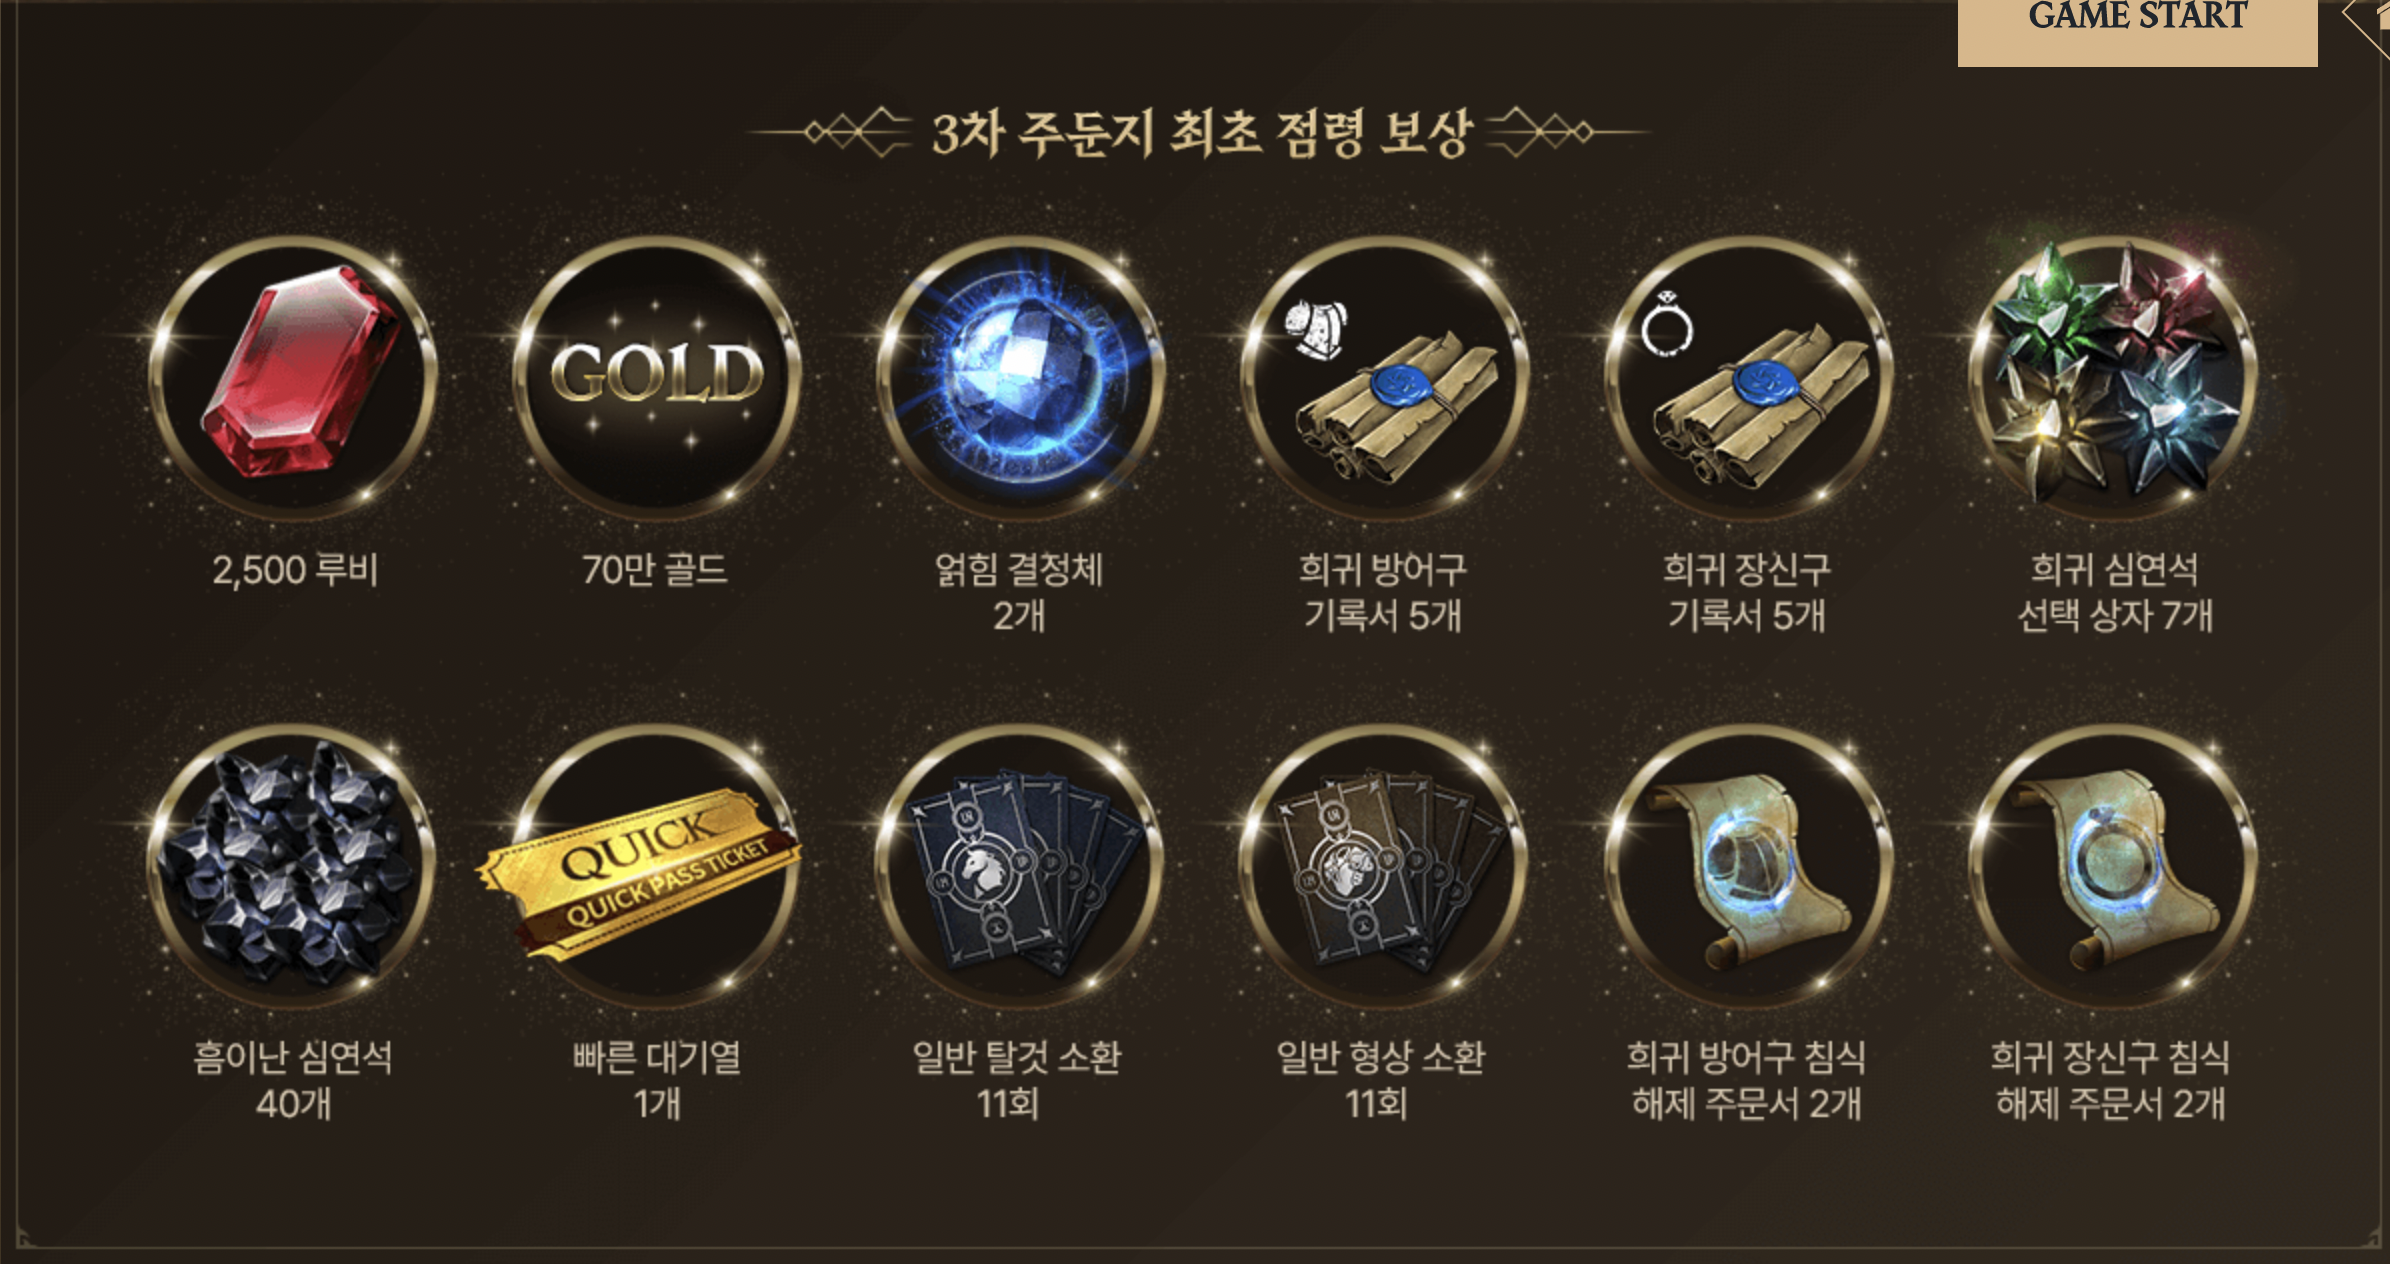 GAME START
3차 주둔지 최초 점령 보상
GOLD
2,500 루비
70만 골드
얽힘 결정체
2개
희귀 방어구
기록서 5개
희귀 장신구
기록서 5개
희귀 심연석
선택 상자 7개
QUICK
QUICK PASS TICKET
흠이난 심연석
40개
빠른 대기열
1개
일반 탈것 소환
11회
일반 형상 소환
11회
희귀 방어구 침식
해제 주문서 2개
희귀 장신구 침식
해제 주문서 2개